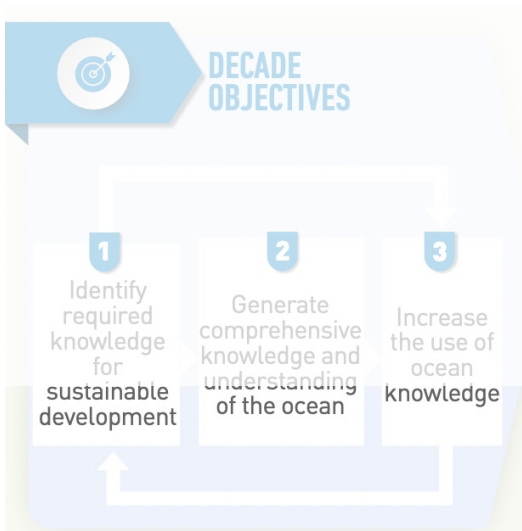 DECADE
OBJECTIVES
1
Identify
required
knowledge
for
sustainable
development
2
Generate
comprehensive
knowledge and
understanding
of the ocean
3
Increase
the use of
ocean
knowledge